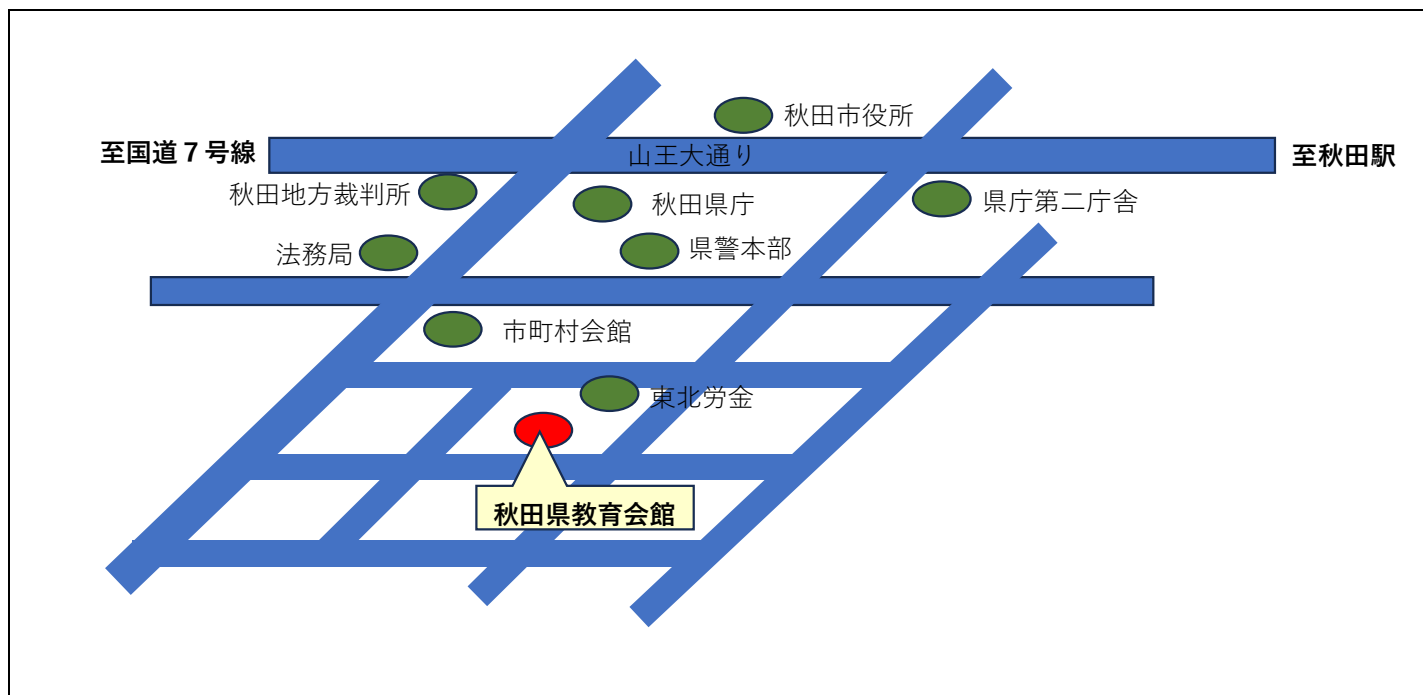 秋田市役所
至国道７号線
山王大通り
至秋田駅
秋田地方裁判所
秋田県庁
県庁第二庁舎
法務局
県警本部
市町村会館
東北労金
秋田県教育会館